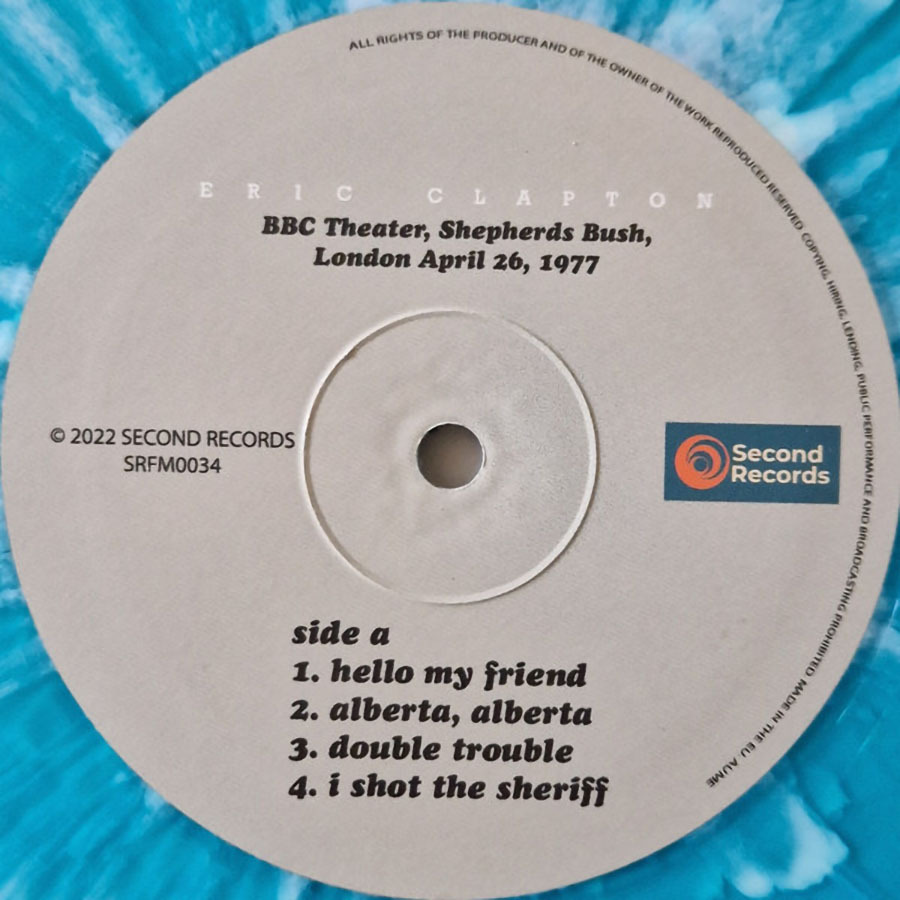 ALL RIGHTS OF THE PRODUCER AND OF THE OWNER OF THE WORK REPRODUCED RESERVED COPYING, HIRING, LENDING, PUBLIC PERFORMANCE AND BROADCASTING PROHIBITED MADE IN THE EU AUME
ERIC CLAPTON
BBC Theater, Shepherds Bush,
London April 26, 1977
© 2022 SECOND RECORDS
SRFM0034
Second
Records
side a
1. hello my friend
2. alberta, alberta
3. double trouble
4. i shot the sheriff